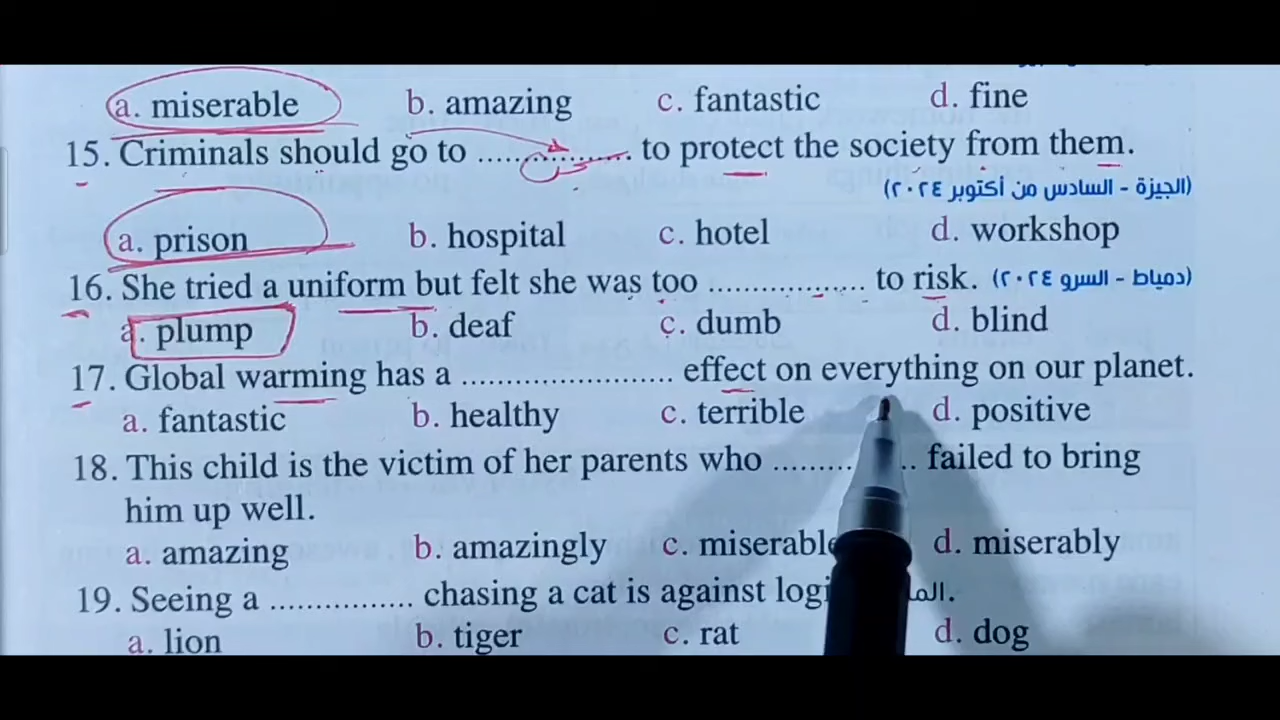 a. miserable b. amazing c. fantastic d. fine
15. Criminals should go to .................... to protect the society from them.
(الجيزة - السادس من أكتوبر ٢٠٢٤)
a. prison b. hospital c. hotel d. workshop
16. She tried a uniform but felt she was too .................... to risk. (دمياط - السرو ٢٠٢٤)
a. plump b. deaf c. dumb d. blind
17. Global warming has a ........................... effect on everything on our planet.
a. fantastic b. healthy c. terrible d. positive
18. This child is the victim of her parents who .................. failed to bring
him up well.
a. amazing b. amazingly c. miserable d. miserably
19. Seeing a .................. chasing a cat is against
a. lion b. tiger c. rat d. dog